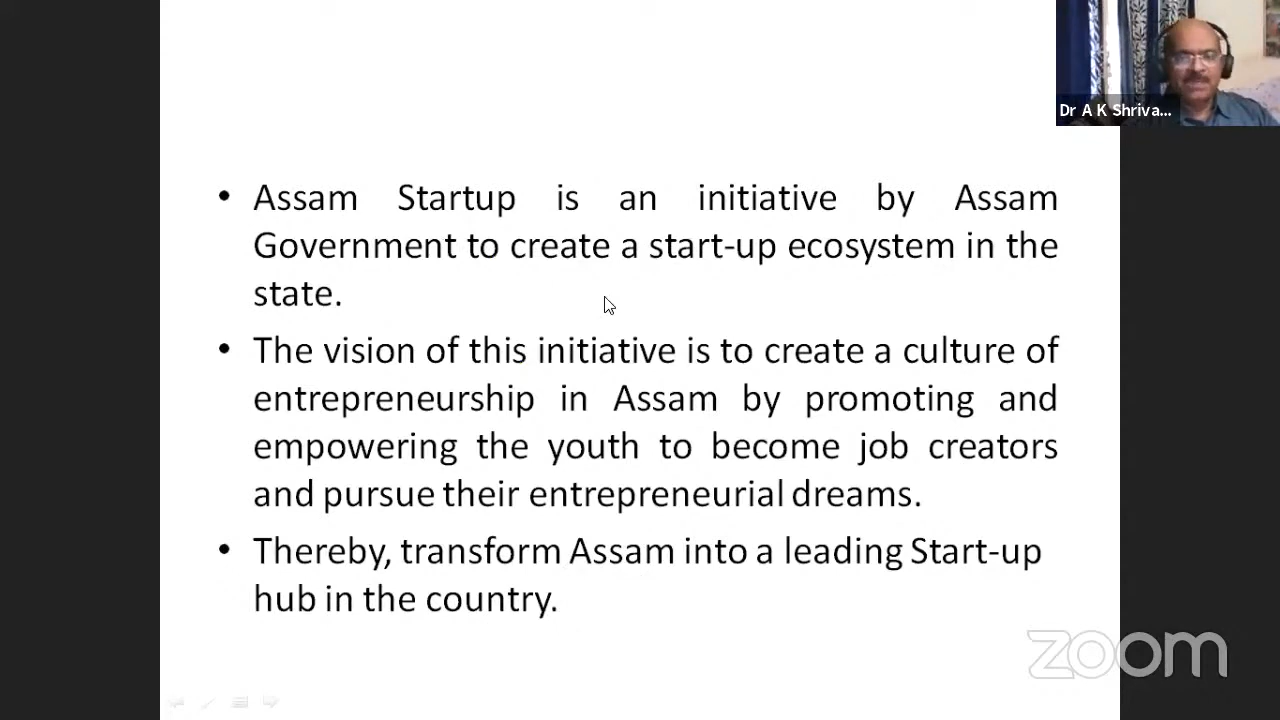 Dr A K Shriva...
• Assam Startup is an initiative by Assam
Government to create a start-up ecosystem in the
state.
• The vision of this initiative is to create a culture of
entrepreneurship in Assam by promoting and
empowering the youth to become job creators
and pursue their entrepreneurial dreams.
• Thereby, transform Assam into a leading Start-up
hub in the country.
zoom